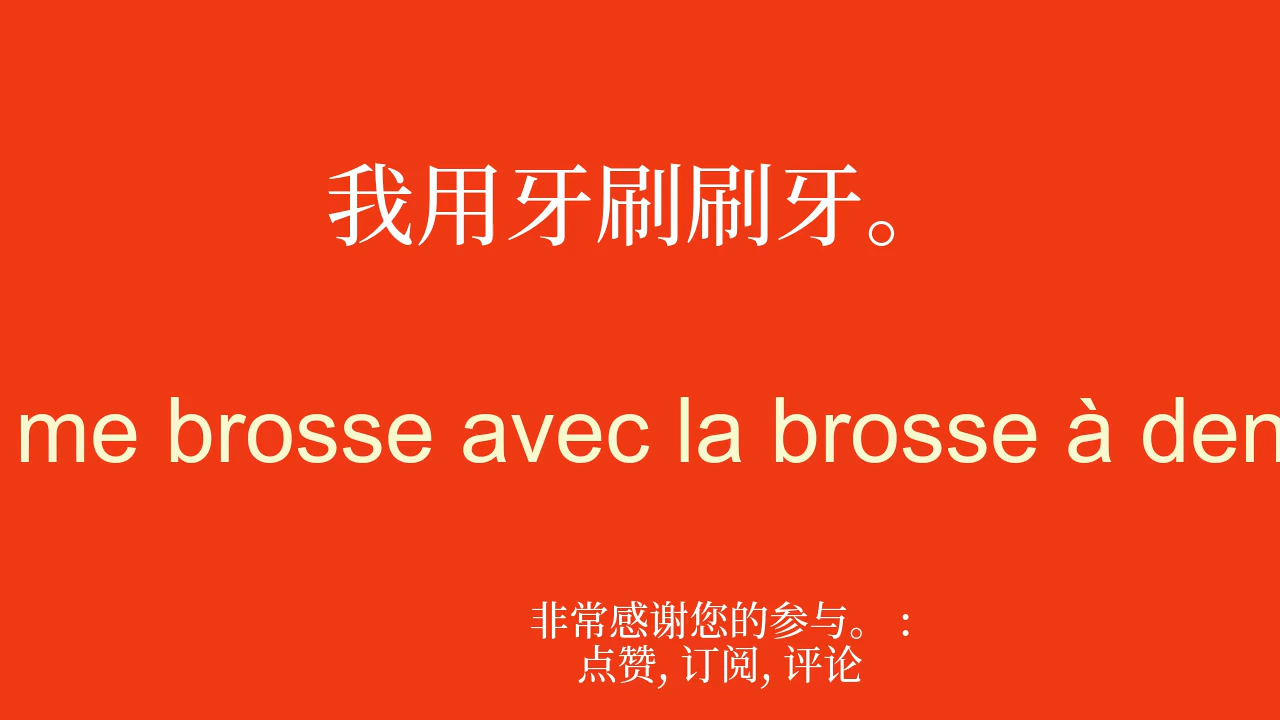 我用牙刷刷牙。
me brosse avec la brosse à den
非常感谢您的参与。 :
点赞, 订阅, 评论